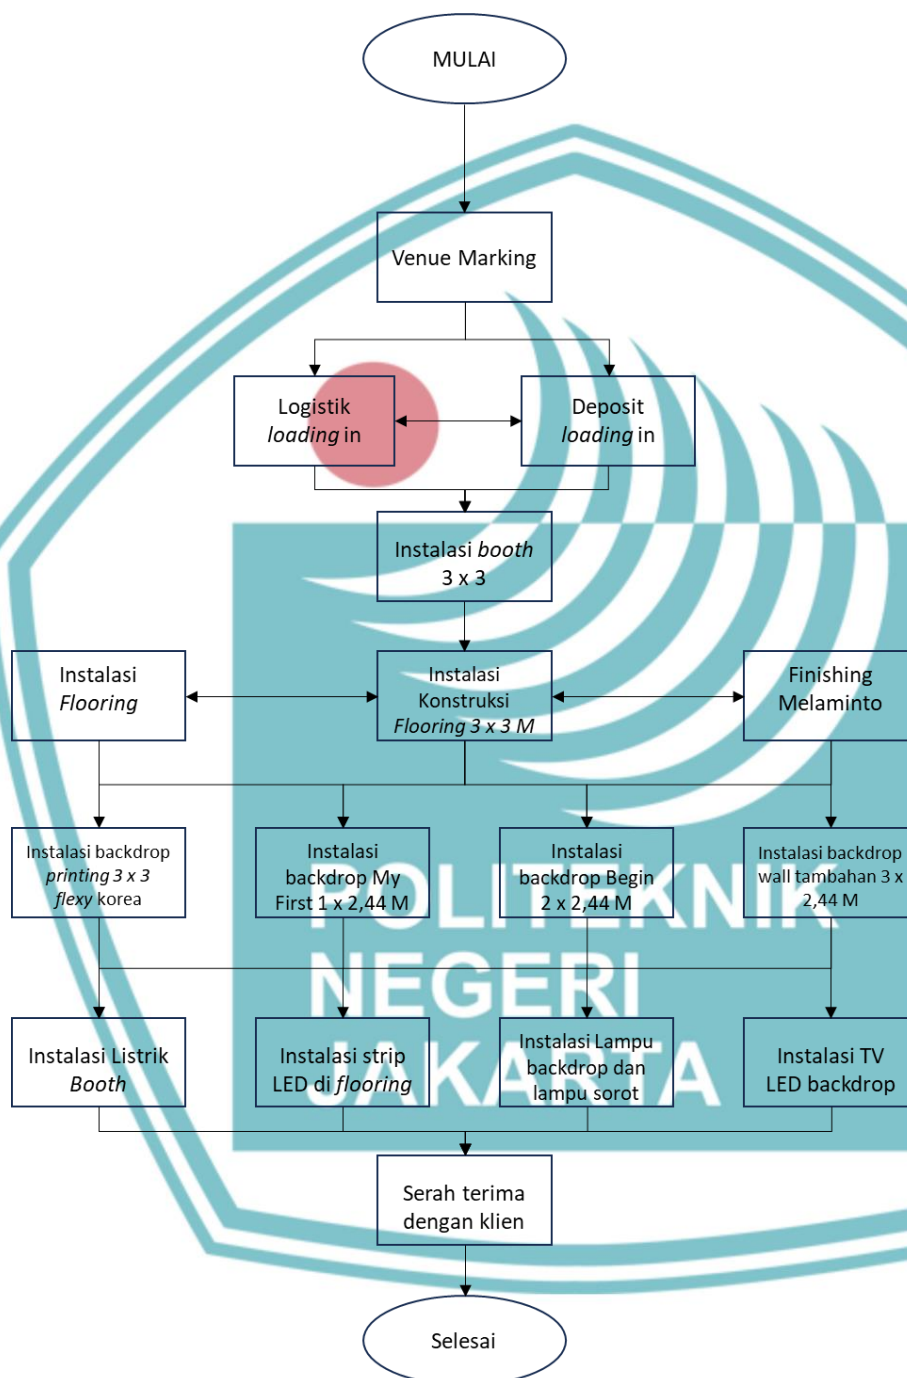 MULAI
Venue Marking
Logistik
loading in
Deposit
loading in
Instalasi booth
3 x 3
Instalasi
Flooring
Instalasi
Konstruksi
Flooring 3 x 3 M
Finishing
Melaminto
Instalasi backdrop
printing 3 x 3
flexy korea
Instalasi
backdrop My
First 1 x 2,44 M
Instalasi
backdrop Begin
2 x 2,44 M
Instalasi backdrop
wall tambahan 3 x
2,44 M
POLITEKNIK
NEGERI
JAKARTA
Instalasi Listrik
Booth
Instalasi strip
LED di flooring
Instalasi Lampu
backdrop dan
lampu sorot
Instalasi TV
LED backdrop
Serah terima
dengan klien
Selesai